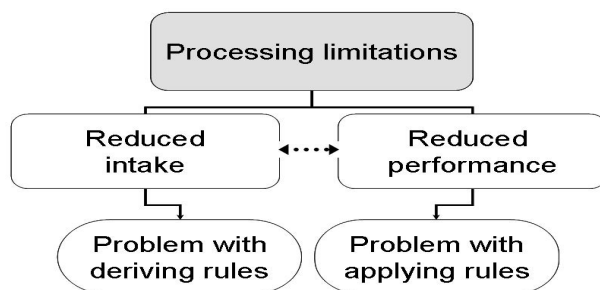 Processing limitations
Reduced
intake
Reduced
performance
Problem with
deriving rules
Problem with
applying rules